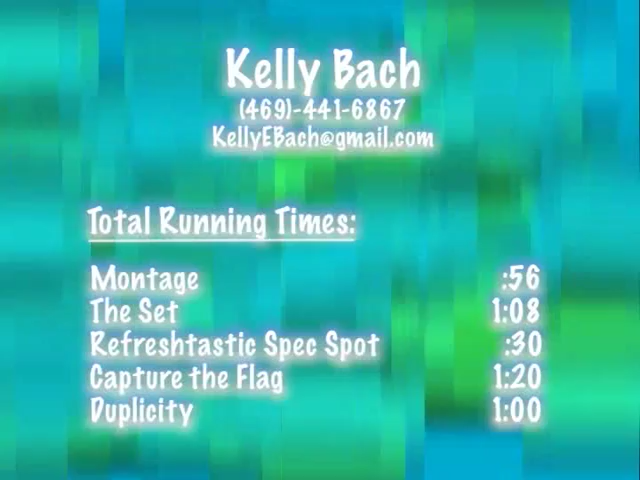 Kelly Bach
(469)-441-6867
KellyEBach@gmail.com
Total Running Times:
Montage :56
The Set 1:08
Refreshtastic Spec Spot :30
Capture the Flag 1:20
Duplicity 1:00